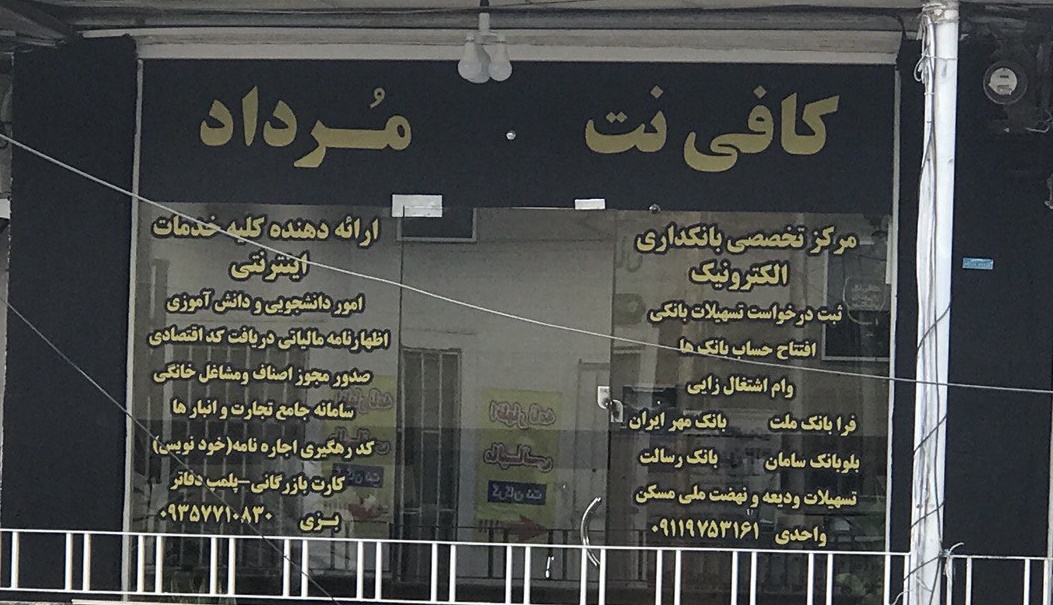 کافی نت مُرداد
مرکز تخصصی بانکداری
الکترونیک
ثبت درخواست تسهیلات بانکی
افتتاح حساب بانک ها
وام اشتغال زایی
فرا بانک ملت بانک مهر ایران
بلوبانک سامان بانک رسالت
تسهیلات ودیعه و نهضت ملی مسکن
واحدی ۰۹۱۱۹۷۵۳۱۶۱
ارائه دهنده کلیه خدمات
اینترنتی
امور دانشجویی و دانش آموزی
اظهارنامه مالیاتی دریافت کد اقتصادی
صدور مجوز اصناف ومشاغل خانگی
سامانه جامع تجارت و انبار ها
کد رهگیری اجاره نامه(خود نویس)
کارت بازرگانی-پلمب دفاتر
بزی ۰۹۳۵۷۷۱۰۸۳۰